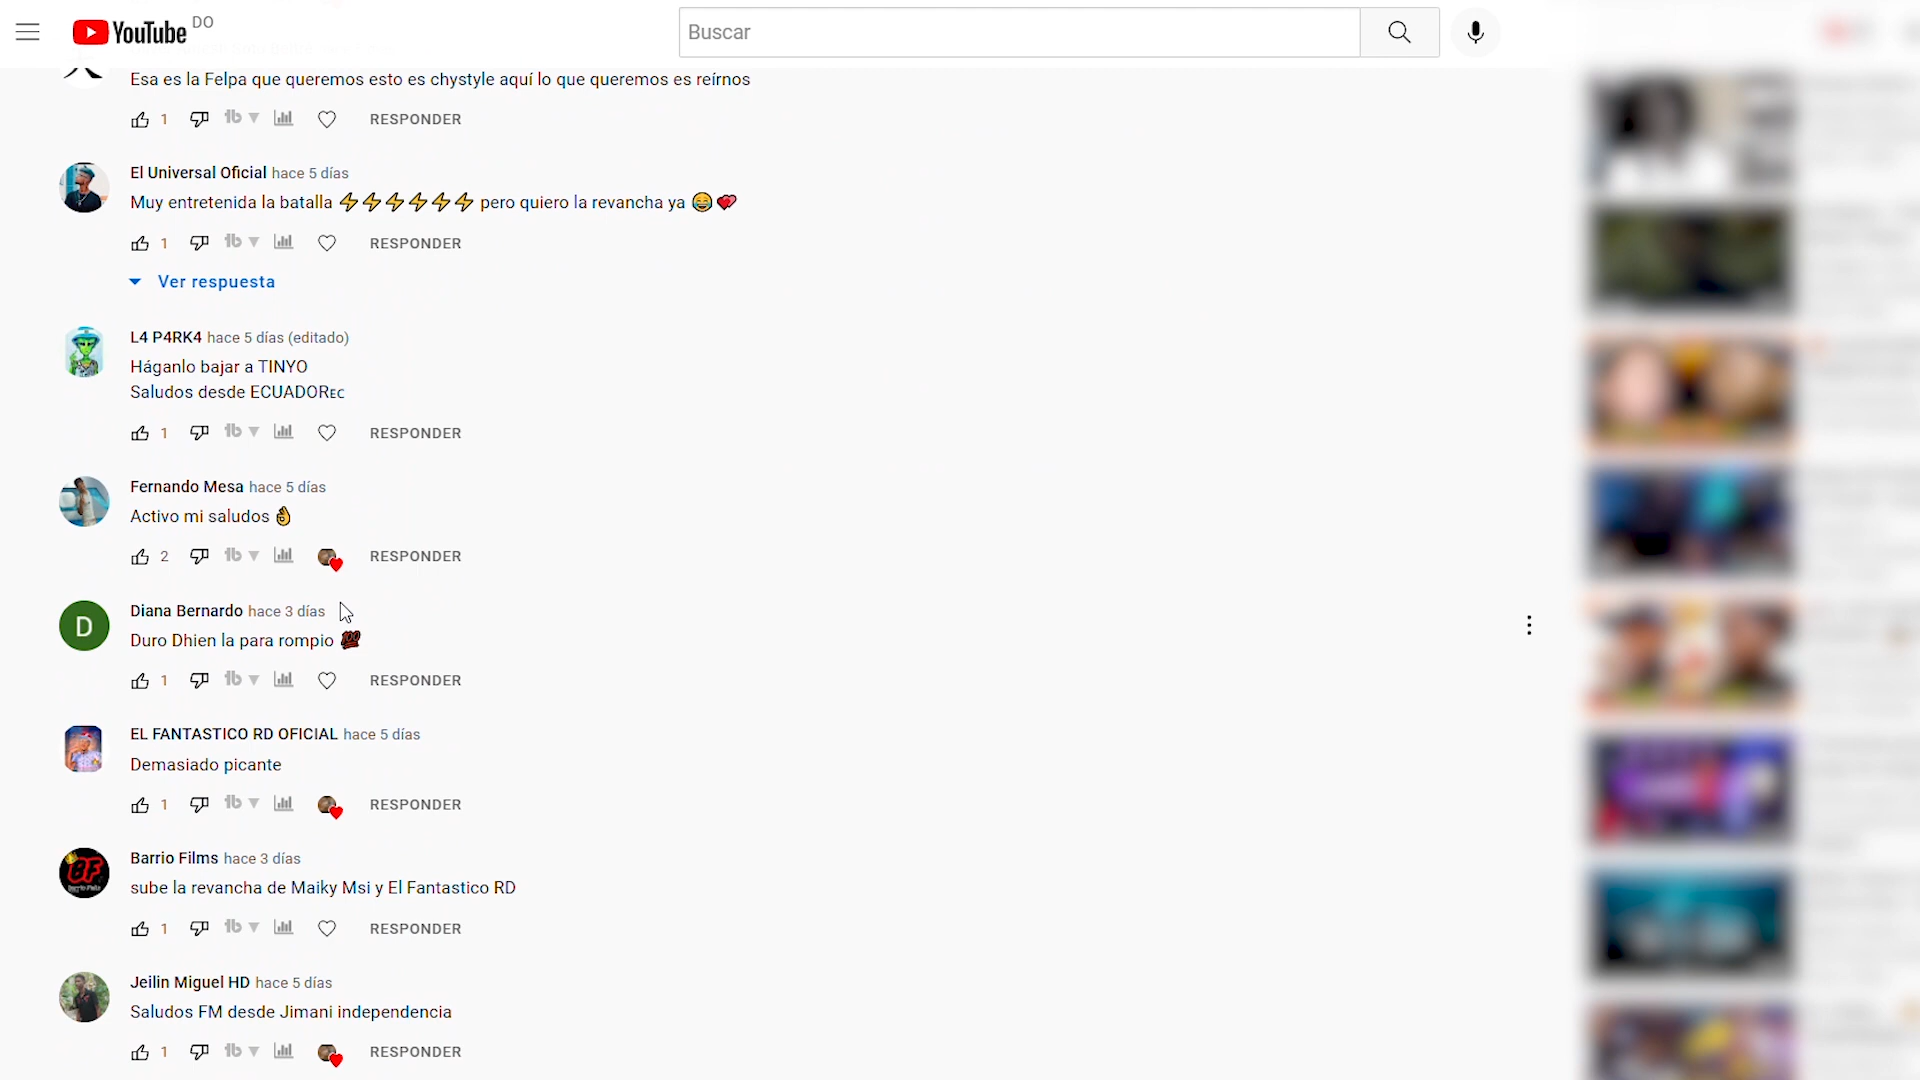 YouTube DO
Buscar
Esa es la Felpa que queremos esto es chystyle aquí lo que queremos es reírnos
1 RESPONDER
El Universal Oficial hace 5 días
Muy entretenida la batalla ⚡⚡⚡⚡⚡⚡ pero quiero la revancha ya 😂💕
1 RESPONDER
Ver respuesta
L4 P4RK4 hace 5 días (editado)
Háganlo bajar a TINYO
Saludos desde ECUADOREC
1 RESPONDER
Fernando Mesa hace 5 días
Activo mi saludos 👌
2 RESPONDER
D
Diana Bernardo hace 3 días
Duro Dhien la para rompio 💯
1 RESPONDER
EL FANTASTICO RD OFICIAL hace 5 días
Demasiado picante
1 RESPONDER
BF
Barrio Films hace 3 días
sube la revancha de Maiky Msi y El Fantastico RD
1 RESPONDER
Jeilin Miguel HD hace 5 días
Saludos FM desde Jimani independencia
1 RESPONDER